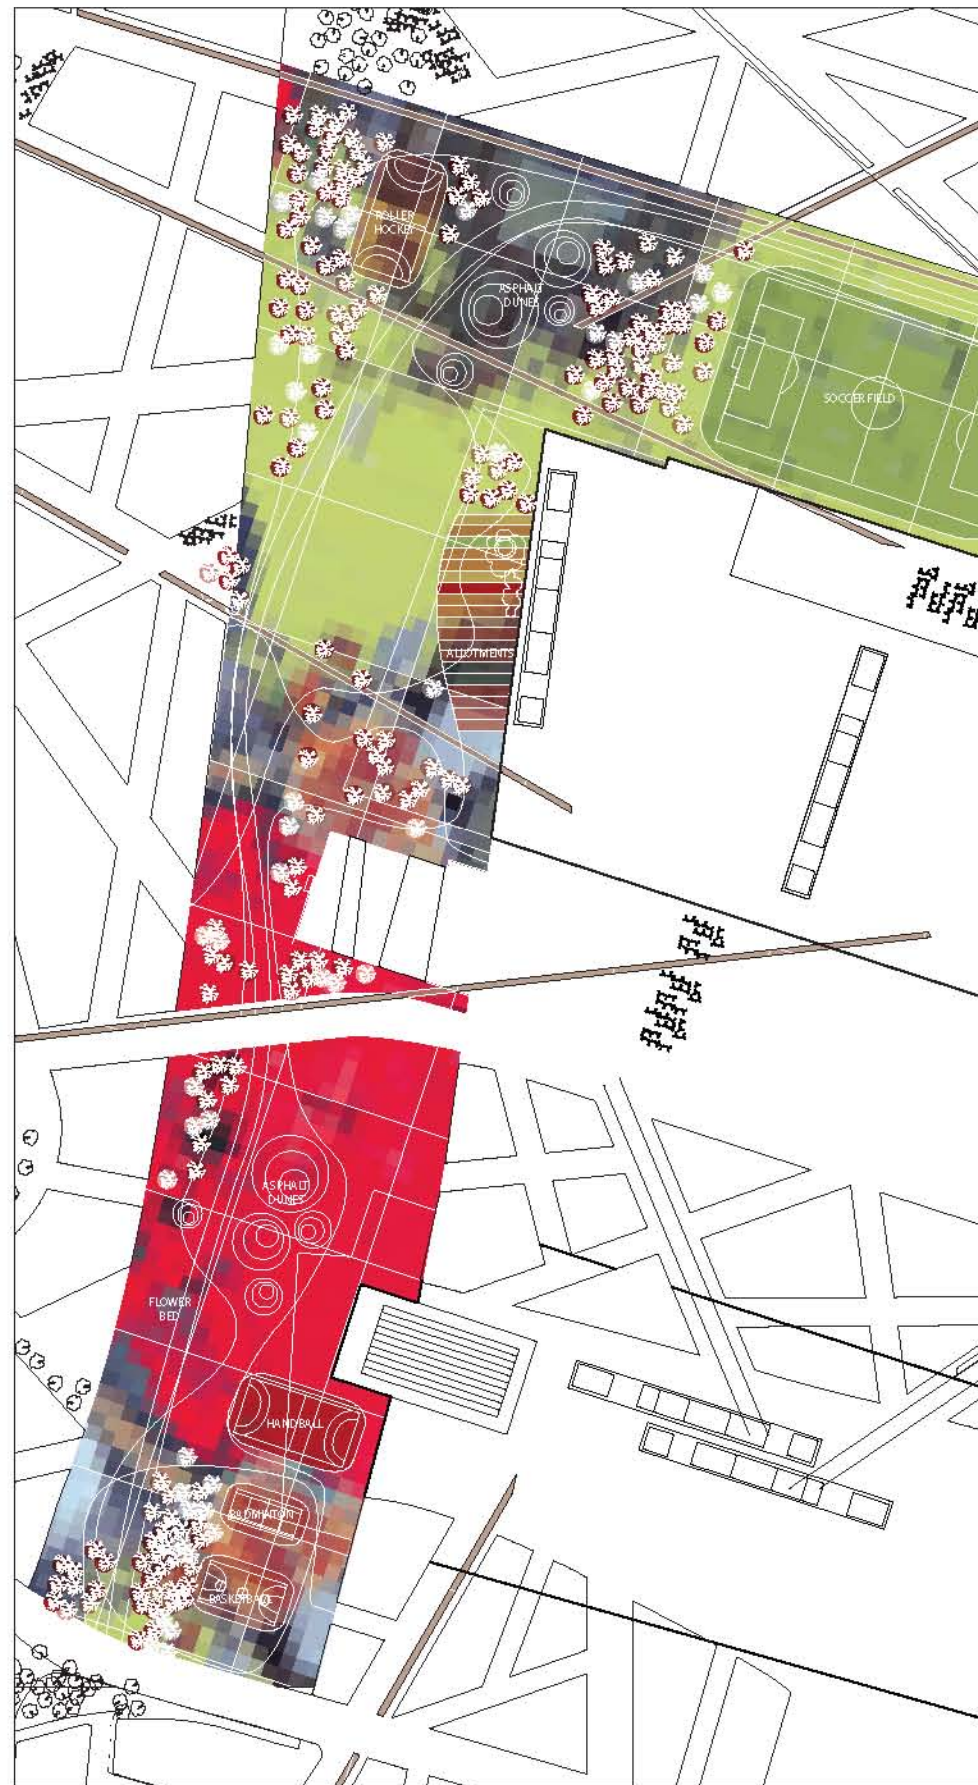 ROLLER
HOCKEY
ASPHALT
DUNES
SOCCER FIELD
ALLOTMENTS
ASPHALT
DUNES
FLOWER
BED
HANDBALL
BADMINTON
BASKETBALL